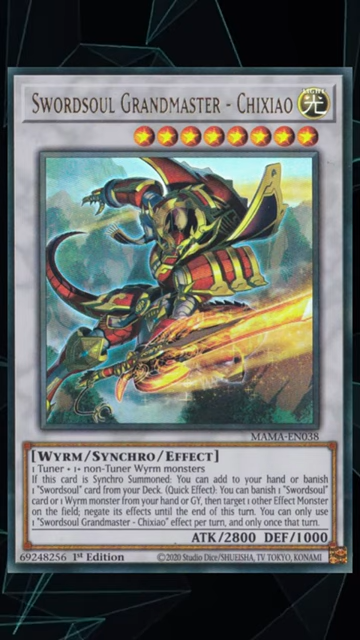 Swordsoul Grandmaster - Chixiao
LIGHT
光
MAMA-EN038
[Wyrm/Synchro/Effect]
1 Tuner + 1+ non-Tuner Wyrm monsters
If this card is Synchro Summoned: You can add to your hand or banish
1 "Swordsoul" card from your Deck. (Quick Effect): You can banish 1 "Swordsoul"
card or 1 Wyrm monster from your hand or GY, then target 1 other Effect Monster
on the field; negate its effects until the end of this turn. You can only use
1 "Swordsoul Grandmaster - Chixiao" effect per turn, and only once that turn.
ATK/2800 DEF/1000
69248256 1st Edition ©2020 Studio Dice/SHUEISHA, TV TOKYO, KONAMI